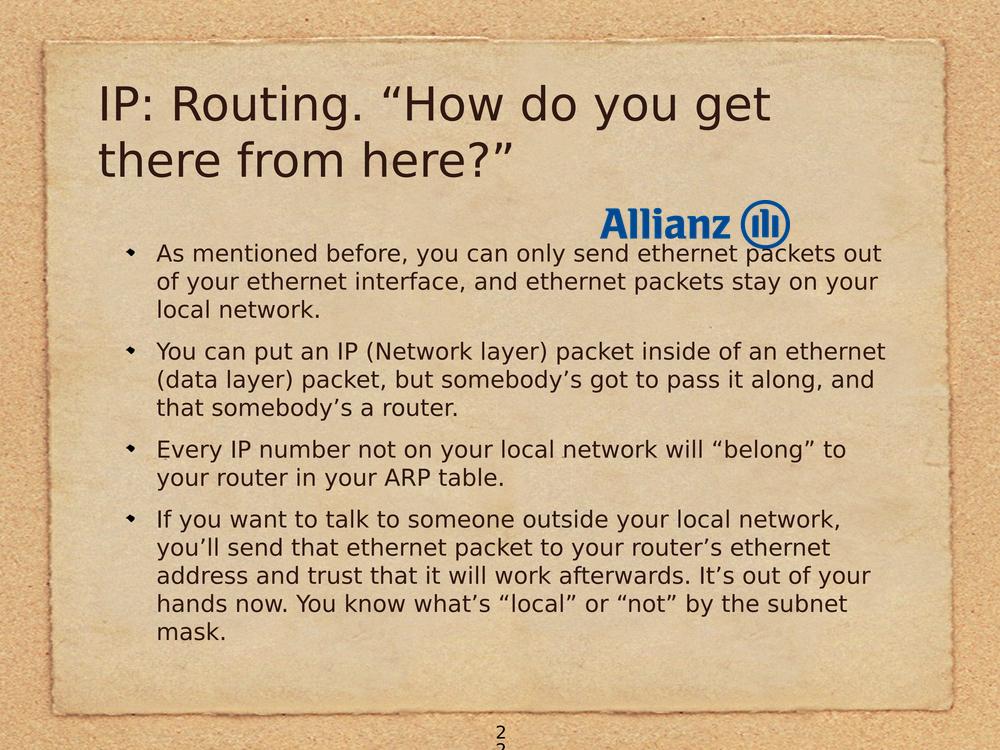 IP: Routing. “How do you get
there from here?”
Allianz
As mentioned before, you can only send ethernet packets out
of your ethernet interface, and ethernet packets stay on your
local network.
You can put an IP (Network layer) packet inside of an ethernet
(data layer) packet, but somebody’s got to pass it along, and
that somebody’s a router.
Every IP number not on your local network will “belong” to
your router in your ARP table.
If you want to talk to someone outside your local network,
you’ll send that ethernet packet to your router’s ethernet
address and trust that it will work afterwards. It’s out of your
hands now. You know what’s “local” or “not” by the subnet
mask.
2
2